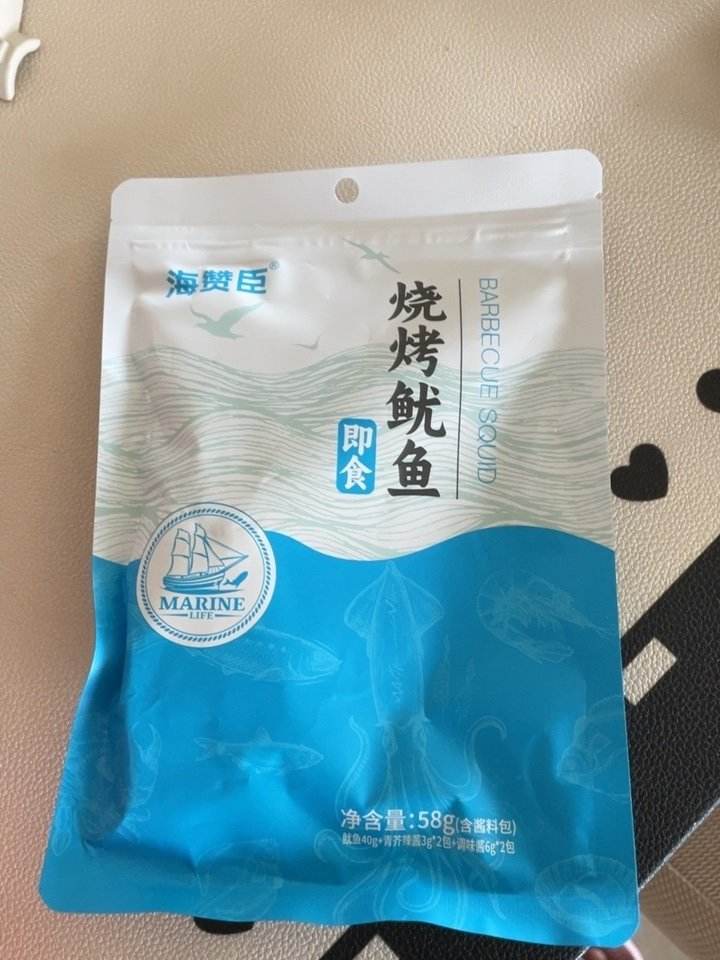 海赞臣®
烧烤鱿鱼
即食
BARBECUE SQUID
MARINE
LIFE
净含量:58g(含酱料包)
鱿鱼40g+青芥辣酱3g*2包+调味酱6g*2包